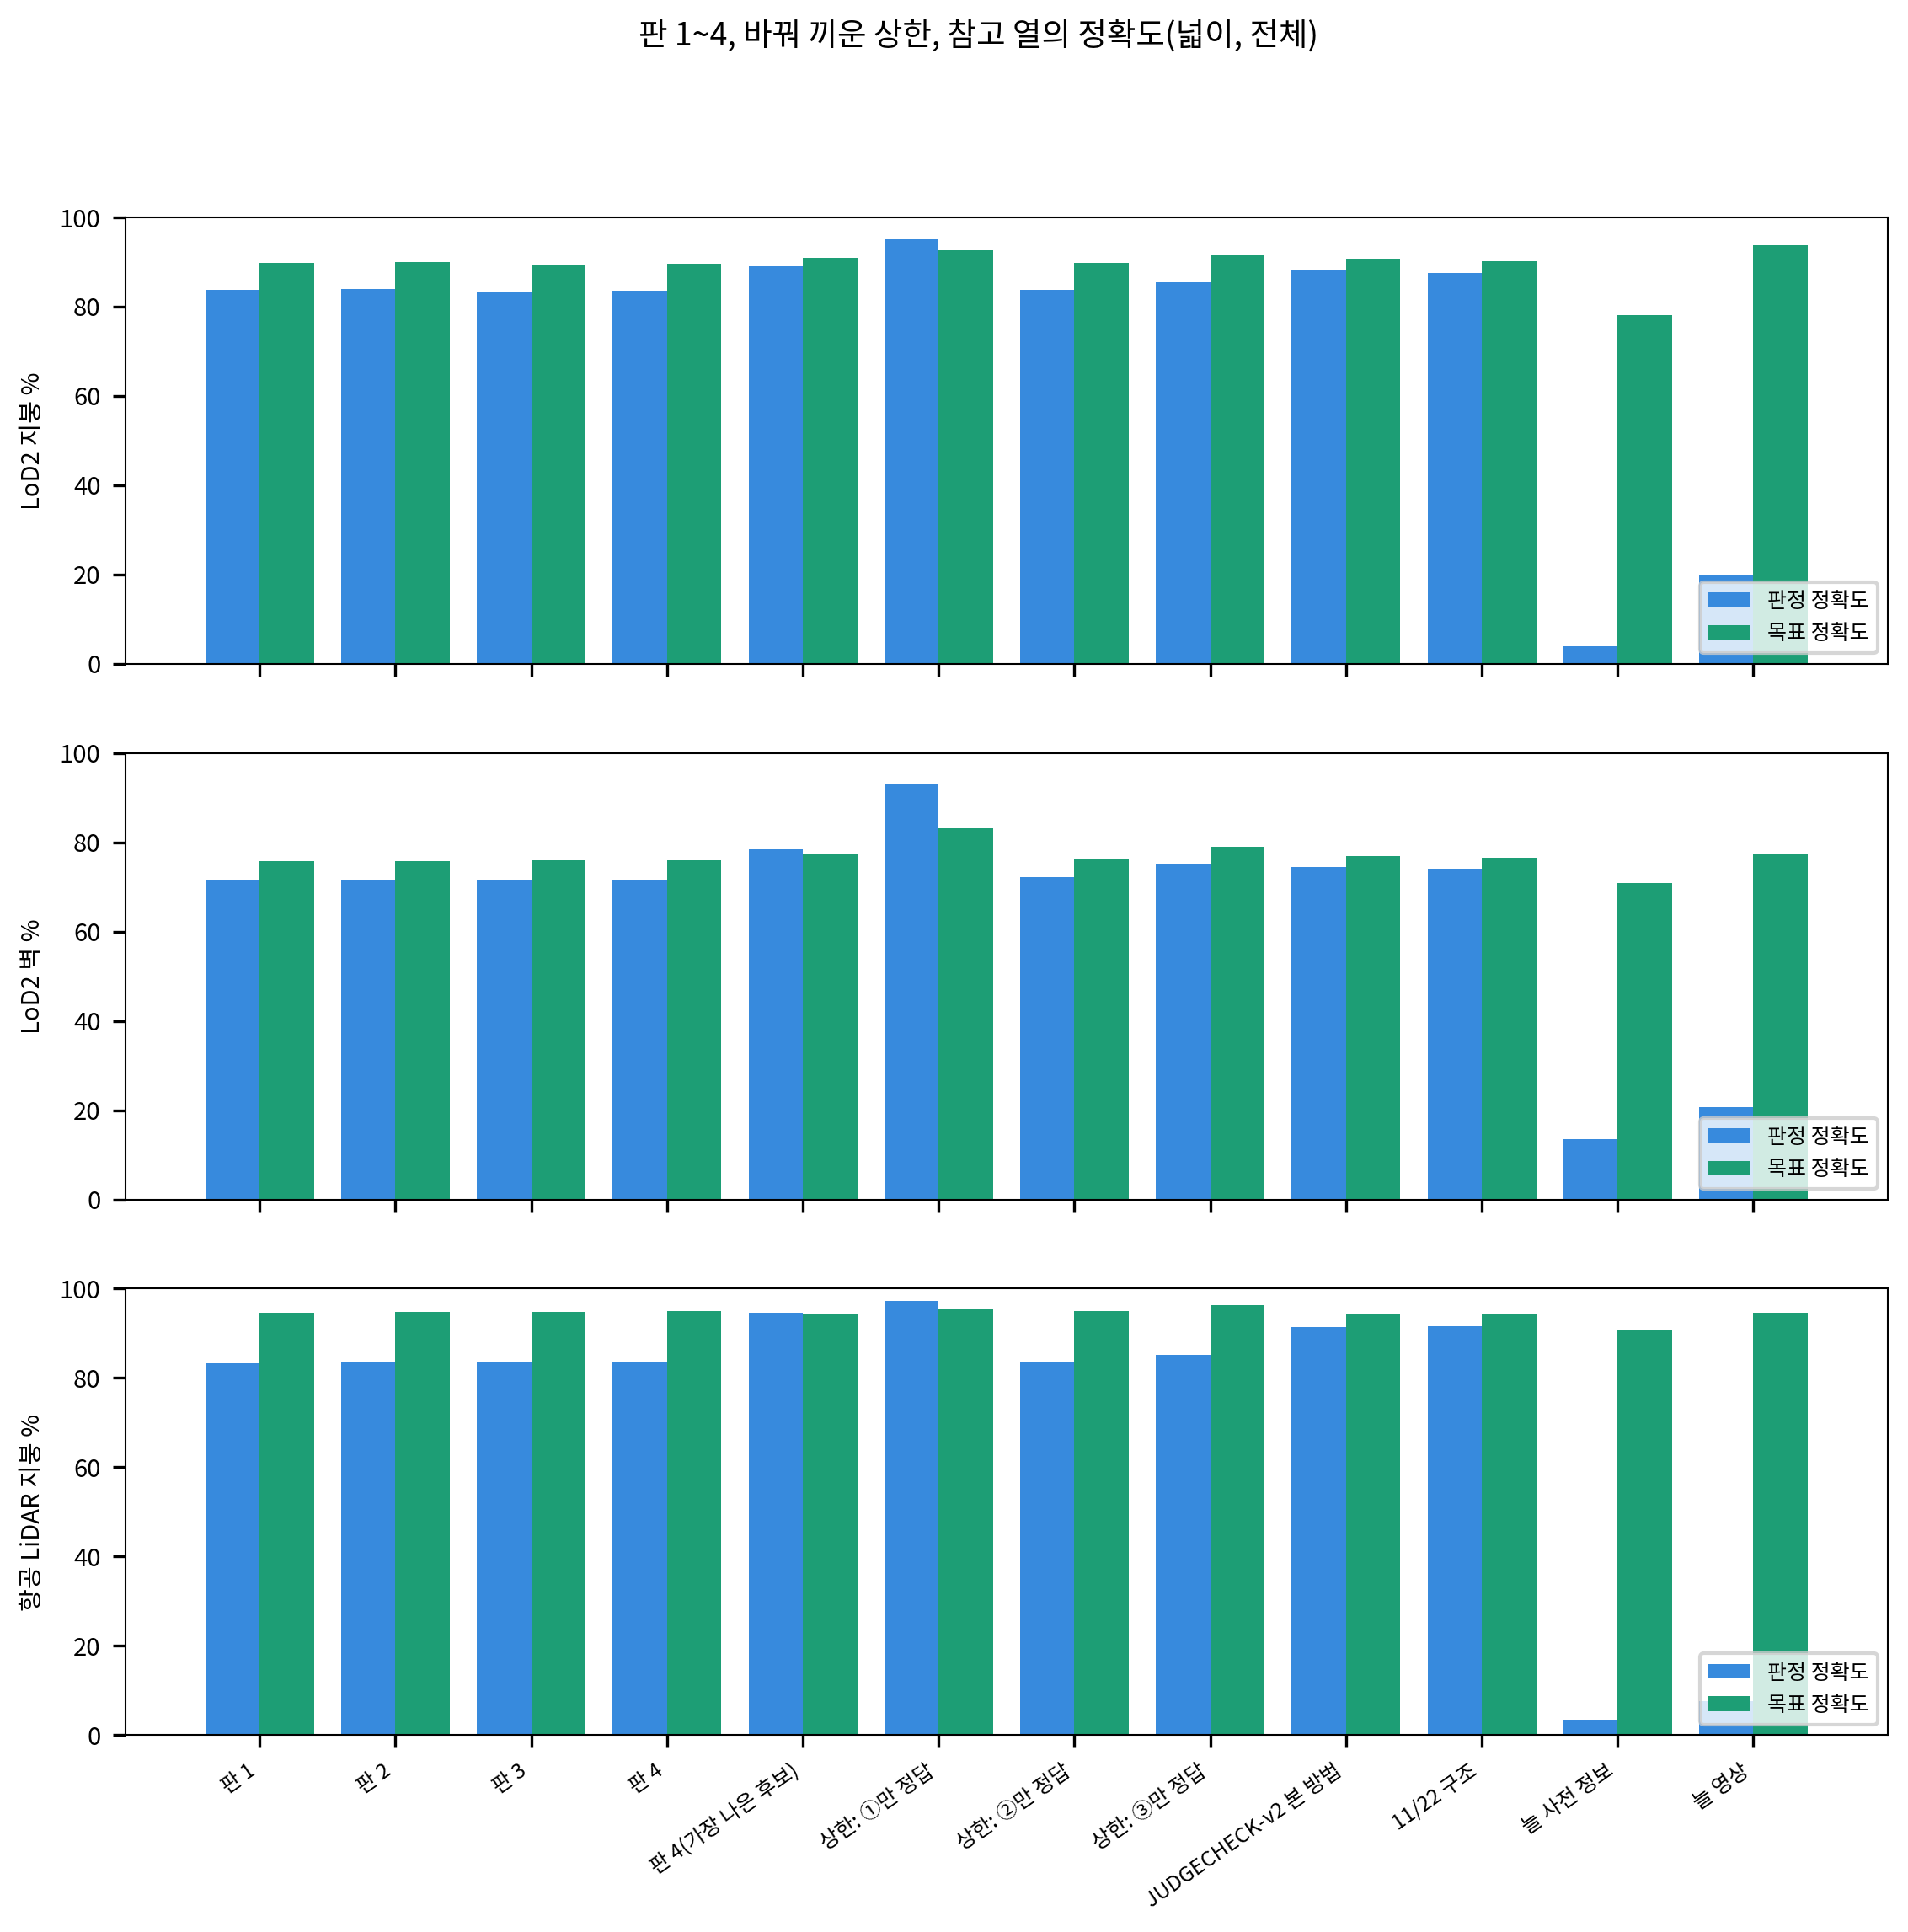 판 1~4, 바꿔 끼운 상한, 참고 열의 정확도(넓이, 전체)
LoD2 지붕 %
100
80
60
40
20
0
판정 정확도
목표 정확도
LoD2 벽 %
100
80
60
40
20
0
판정 정확도
목표 정확도
항공 LiDAR 지붕 %
100
80
60
40
20
0
판정 정확도
목표 정확도
판 1
판 2
판 3
판 4
판 4(가장 나은 후보)
상한: ①만 정답
상한: ②만 정답
상한: ③만 정답
JUDGECHECK-v2 본 방법
11/22 구조
늘 사전 정보
늘 영상